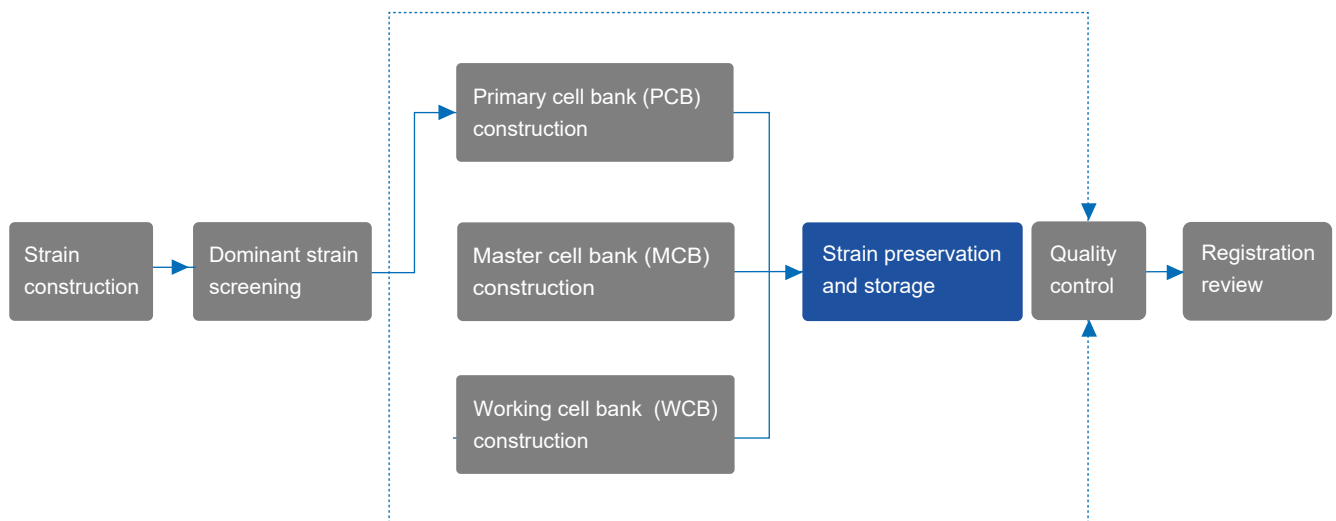 Strain
construction
Dominant strain
screening
Primary cell bank (PCB)
construction
Master cell bank (MCB)
construction
Working cell bank  (WCB)
construction
Strain preservation
and storage
Quality
control
Registration
review